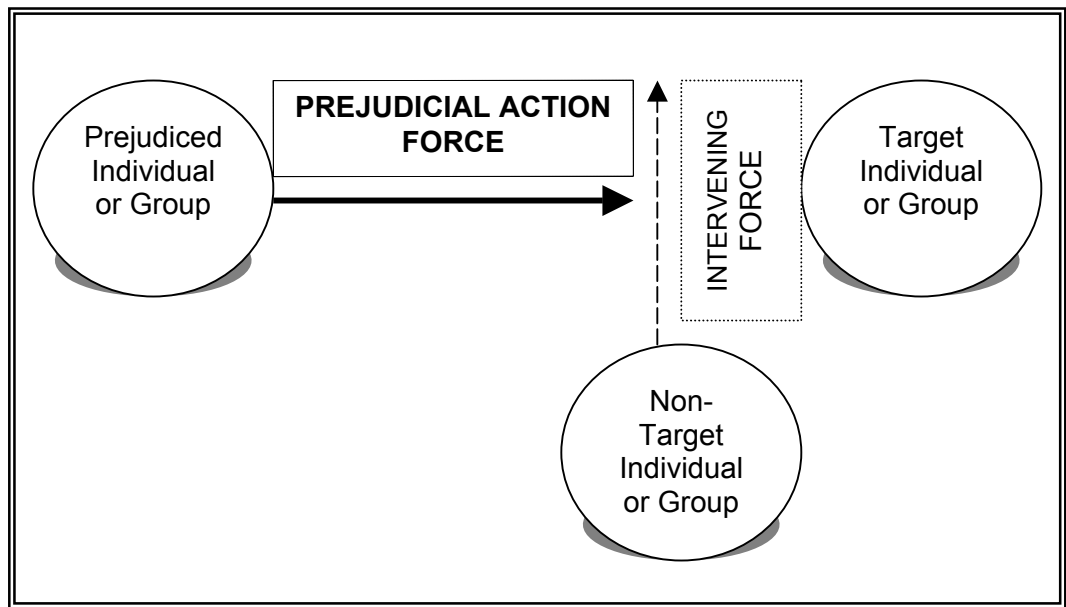 Prejudiced
Individual
or Group
PREJUDICIAL ACTION
FORCE
INTERVENING
FORCE
Target
Individual
or Group
Non-
Target
Individual
or Group